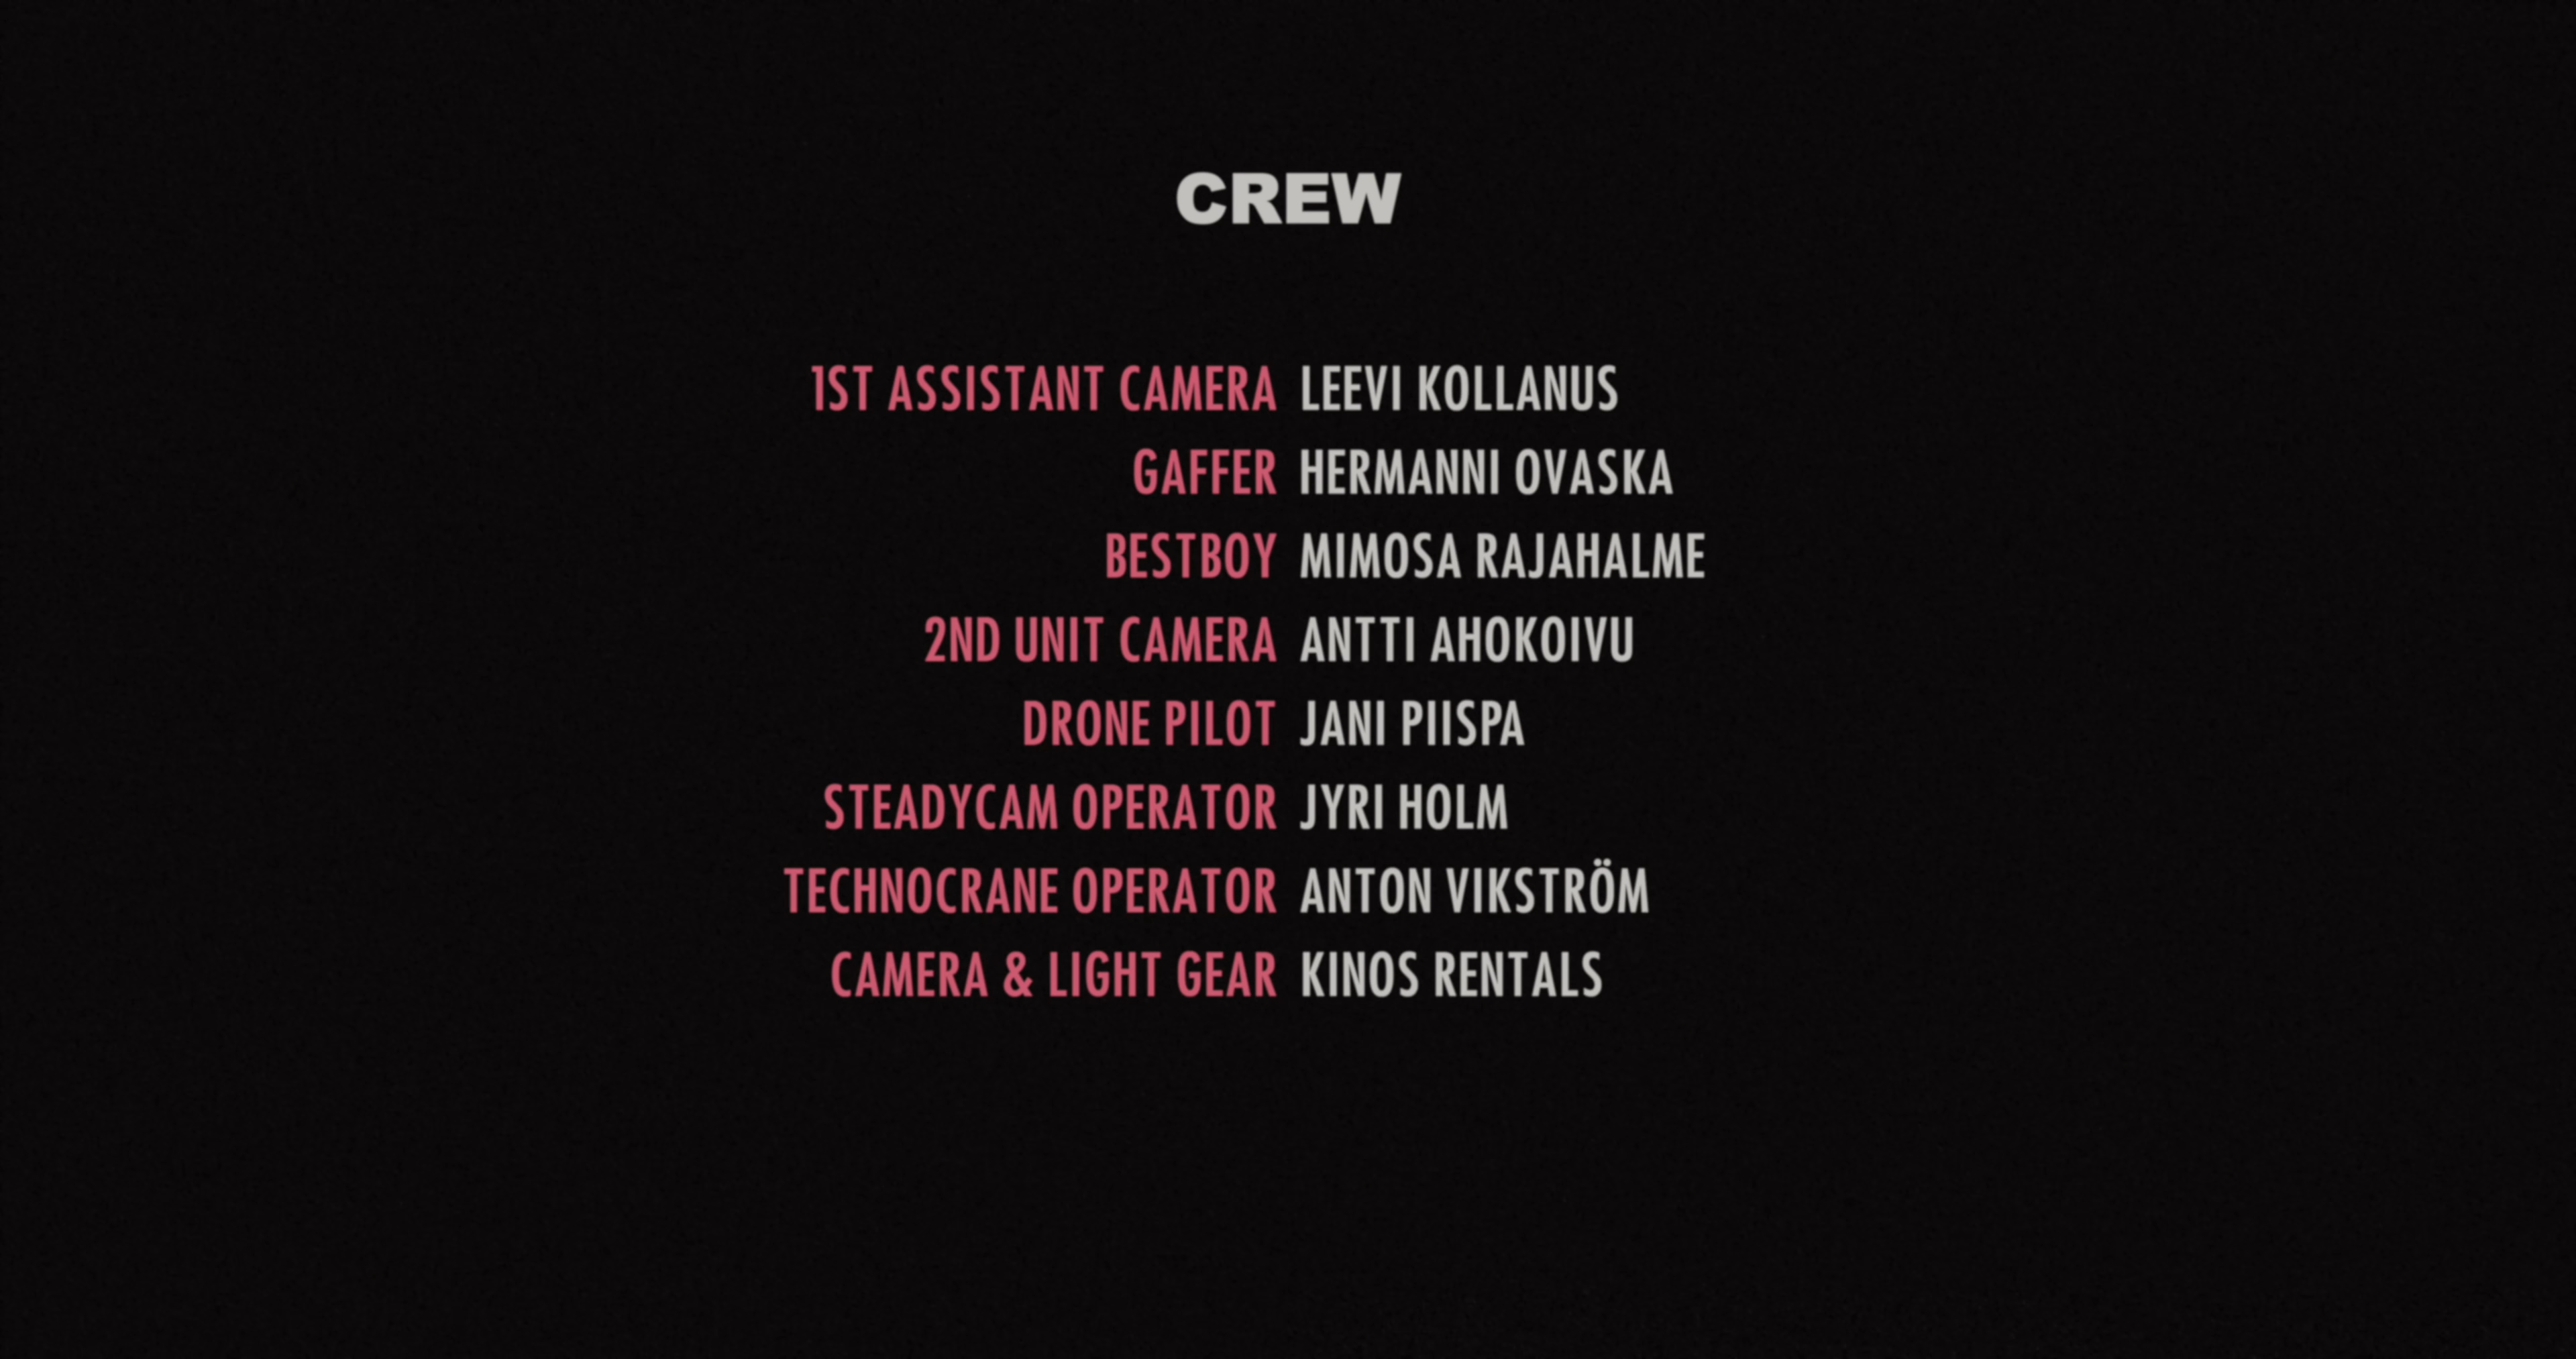 CREW
1ST ASSISTANT CAMERA LEEVI KOLLANUS
GAFFER HERMANNI OVASKA
BESTBOY MIMOSA RAJAHALME
2ND UNIT CAMERA ANTTI AHOKOIVU
DRONE PILOT JANI PIISPA
STEADYCAM OPERATOR JYRI HOLM
TECHNOCRANE OPERATOR ANTON VIKSTRÖM
CAMERA & LIGHT GEAR KINOS RENTALS